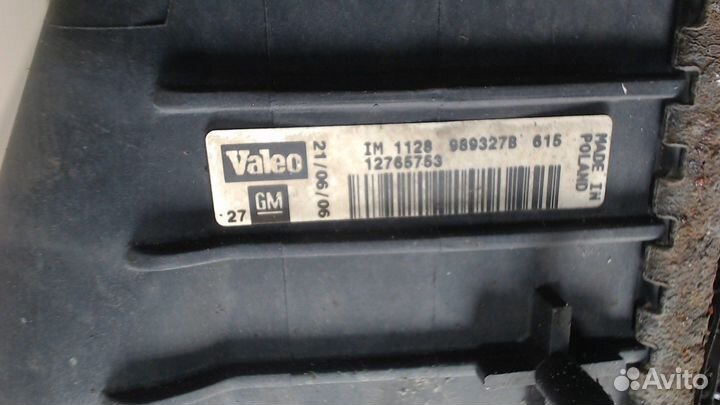 Valeo
GM
27
21/06/06
IM 1128 989327B 615
12765753
MADE IN
POLAND
Avito